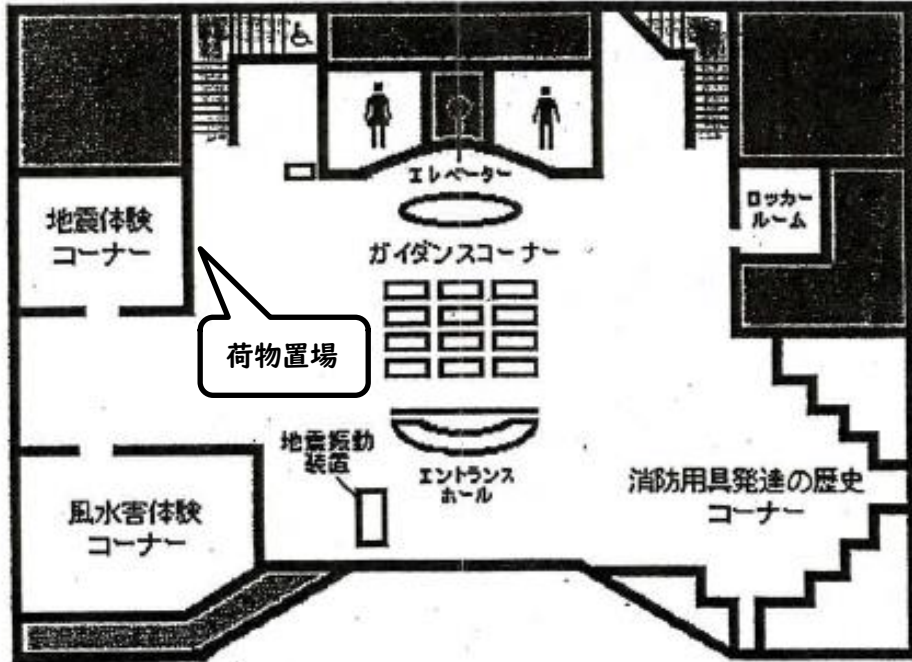 エレベーター
ロッカー
ルーム
地震体験
コーナー
ガイダンスコーナー
荷物置場
地震振動
装置
エントランス
ホール
消防用具発達の歴史
コーナー
風水害体験
コーナー